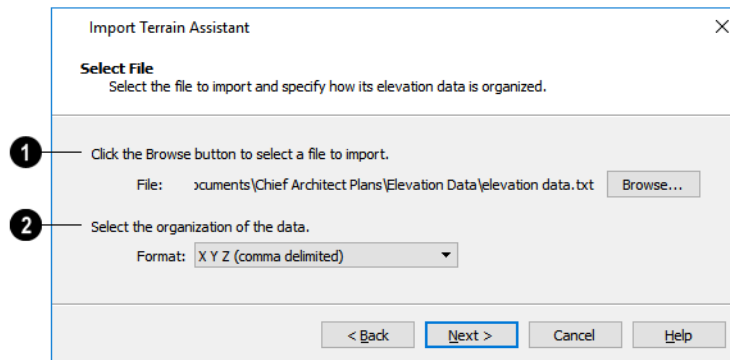 Import Terrain Assistant
Select File
Select the file to import and specify how its elevation data is organized.
1 Click the Browse button to select a file to import.
File: ocuments\Chief Architect Plans\Elevation Data\elevation data.txt Browse...
2 Select the organization of the data.
Format: X Y Z (comma delimited)
< Back Next > Cancel Help